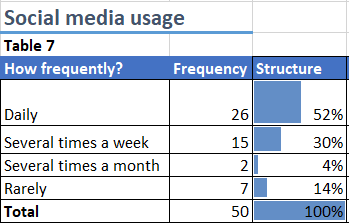 Social media usage
Table 7
How frequently? Frequency Structure
Daily 26 52%
Several times a week 15 30%
Several times a month 2 4%
Rarely 7 14%
Total 50 100%